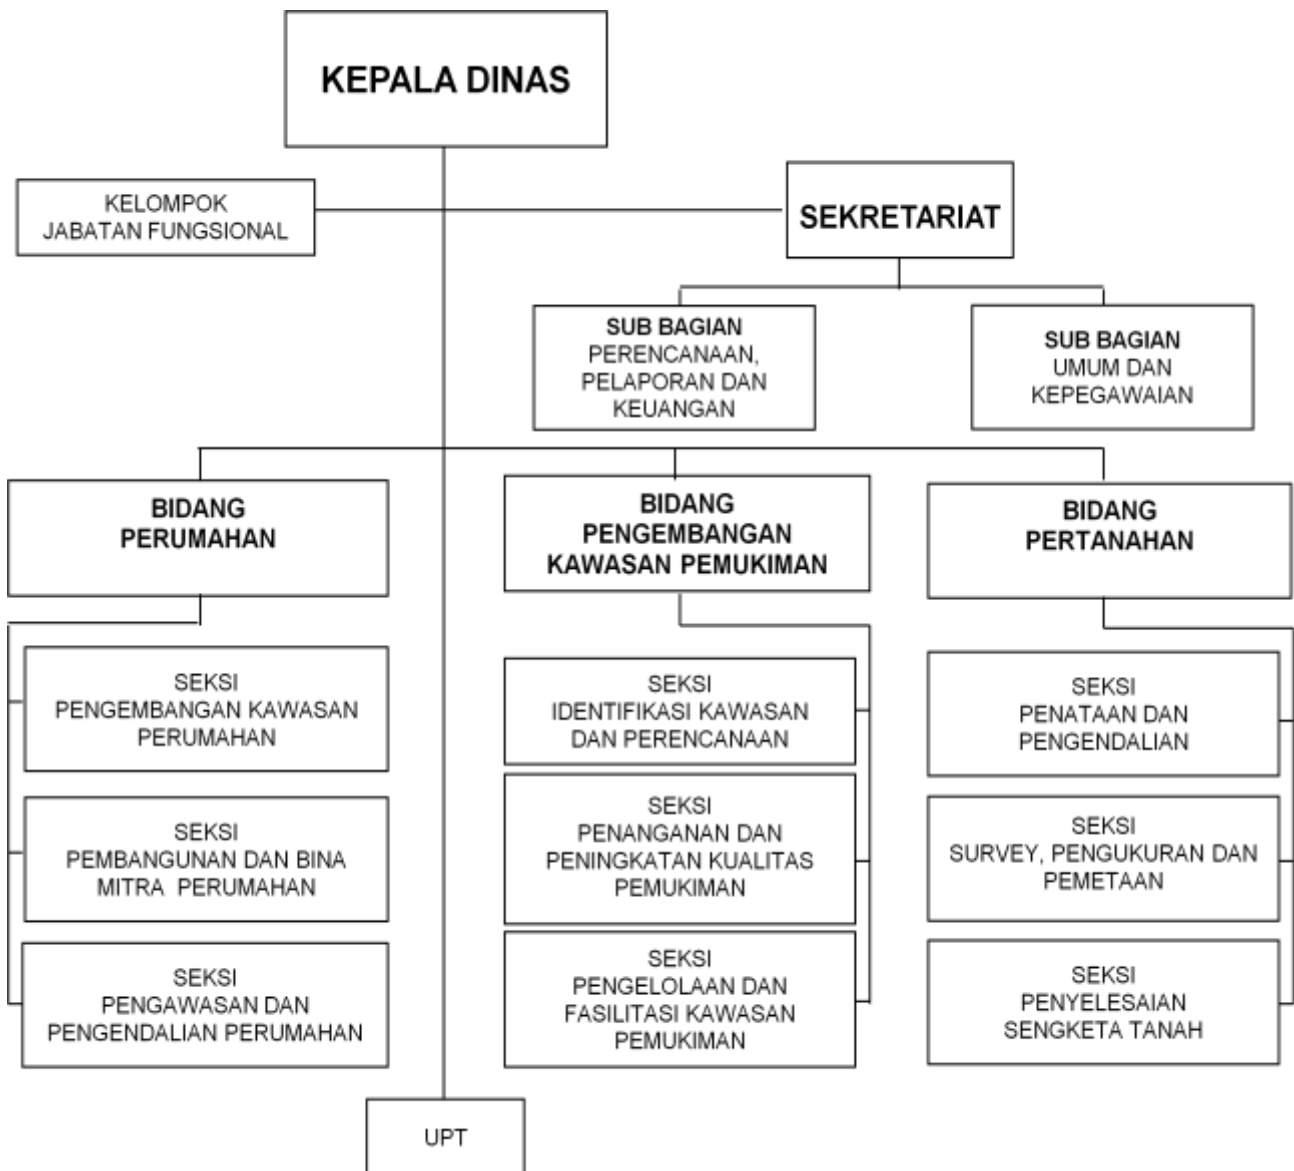 KEPALA DINAS
KELOMPOK
JABATAN FUNGSIONAL
SEKRETARIAT
SUB BAGIAN
PERENCANAAN,
PELAPORAN DAN
KEUANGAN
SUB BAGIAN
UMUM DAN
KEPEGAWAIAN
BIDANG
PERUMAHAN
BIDANG
PENGEMBANGAN
KAWASAN PEMUKIMAN
BIDANG
PERTANAHAN
SEKSI
PENGEMBANGAN KAWASAN
PERUMAHAN
SEKSI
PEMBANGUNAN DAN BINA
MITRA PERUMAHAN
SEKSI
PENGAWASAN DAN
PENGENDALIAN PERUMAHAN
SEKSI
IDENTIFIKASI KAWASAN
DAN PERENCANAAN
SEKSI
PENANGANAN DAN
PENINGKATAN KUALITAS
PEMUKIMAN
SEKSI
PENGELOLAAN DAN
FASILITASI KAWASAN
PEMUKIMAN
SEKSI
PENATAAN DAN
PENGENDALIAN
SEKSI
SURVEY, PENGUKURAN DAN
PEMETAAN
SEKSI
PENYELESAIAN
SENGKETA TANAH
UPT